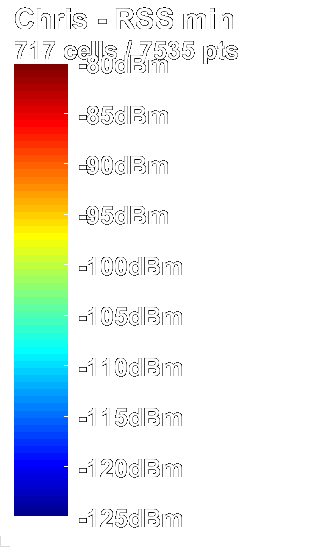 Chris - RSS min
717 cells / 7535 pts
-80dBm
-85dBm
-90dBm
-95dBm
-100dBm
-105dBm
-110dBm
-115dBm
-120dBm
-125dBm